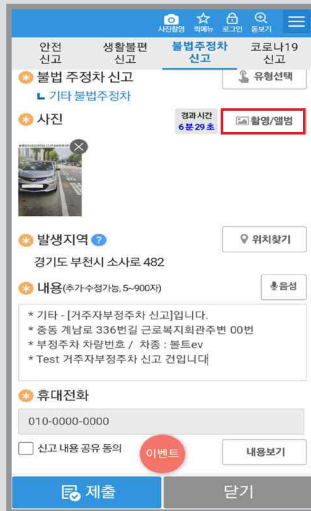 사진촬영 퀵메뉴 로그인 돋보기
안전 신고
생활불편 신고
불법주정차 신고
코로나19 신고
불법 주정차 신고 유형선택
ㄴ 기타 불법주정차
사진
경과시간
6분 29초
촬영/앨범
발생지역 ? 위치찾기
경기도 부천시 소사로 482
내용(추가·수정가능, 5~900자) 음성
* 기타 - [거주자부정주차 신고]입니다.
* 중동 계남로 336번길 근로복지회관주변 00번
* 부정주차 차량번호 / 차종 : 볼트ev
* Test 거주자부정주차 신고 건입니다
휴대전화
010-0000-0000
신고 내용 공유 동의
이벤트
내용보기
제출
닫기